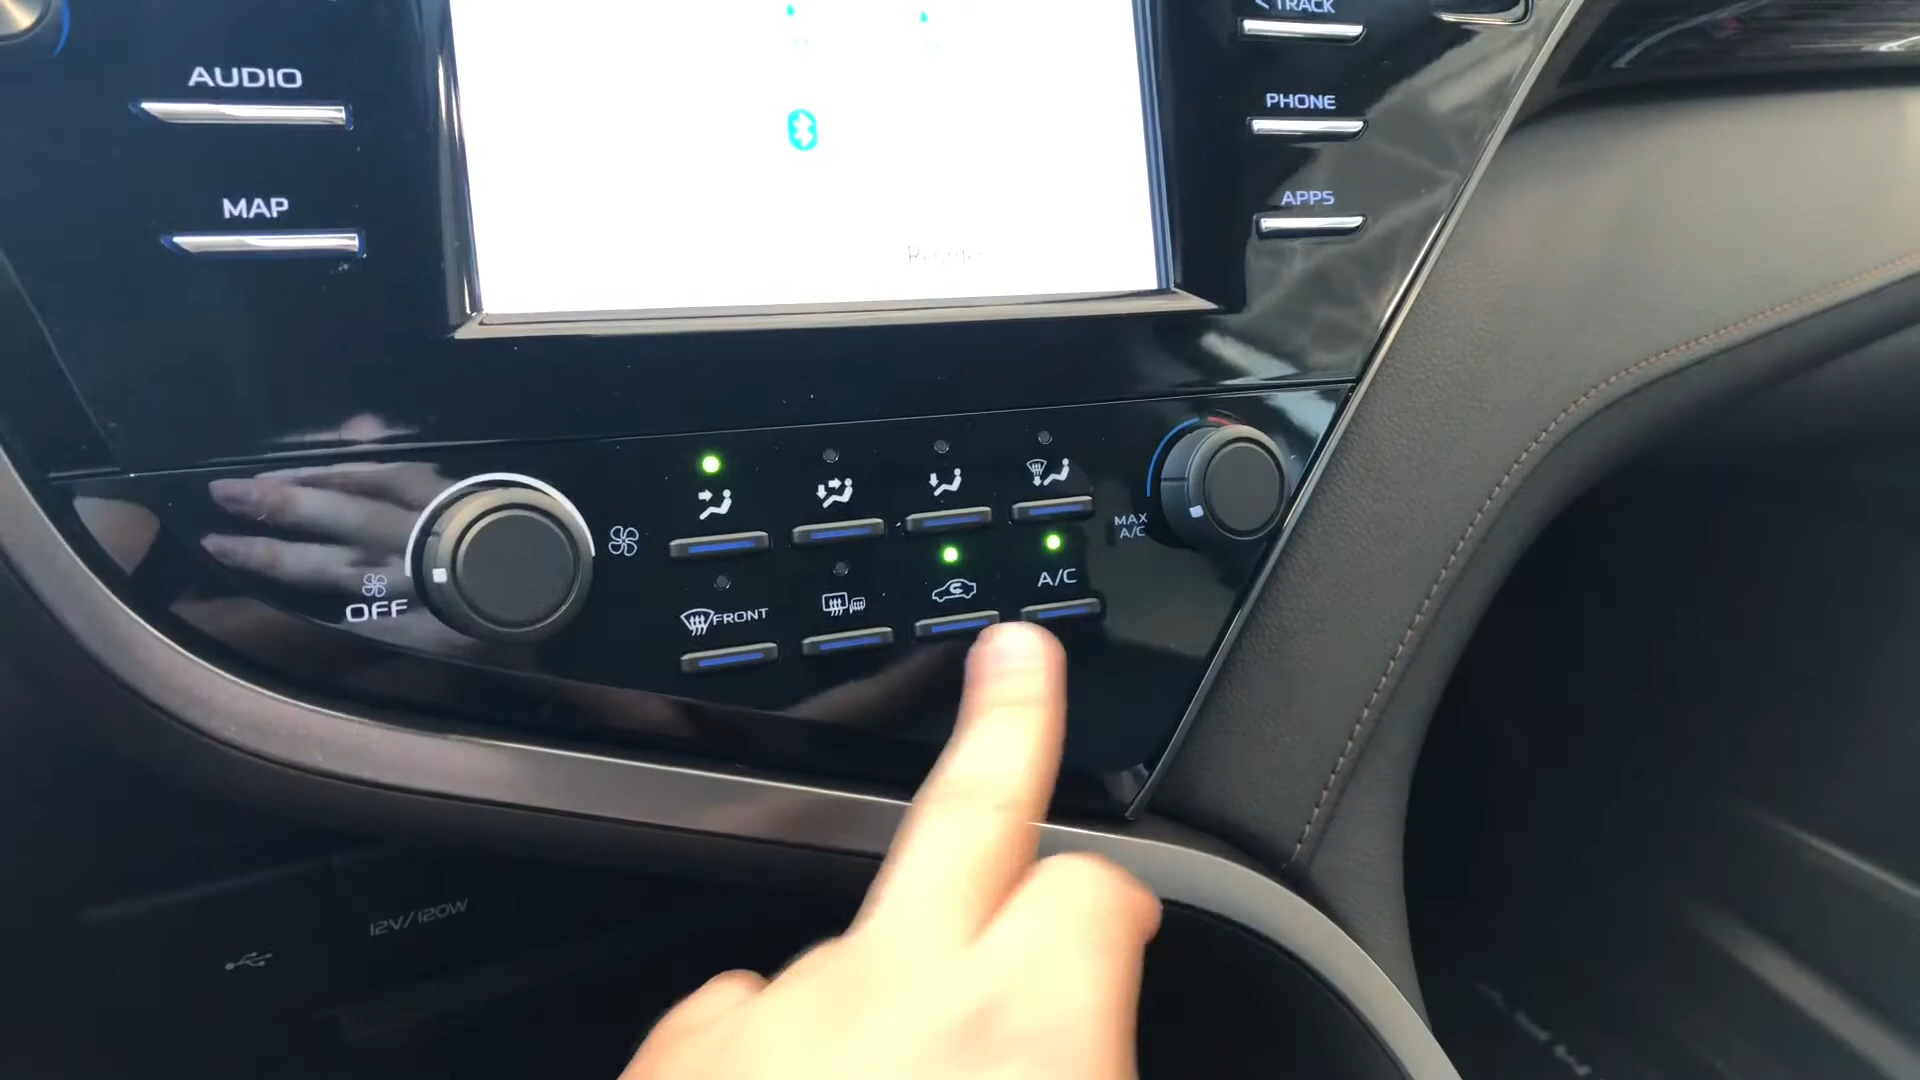 < TRACK
AUDIO
PHONE
MAP
APPS
OFF
MAX
A/C
FRONT
A/C
12V/120W